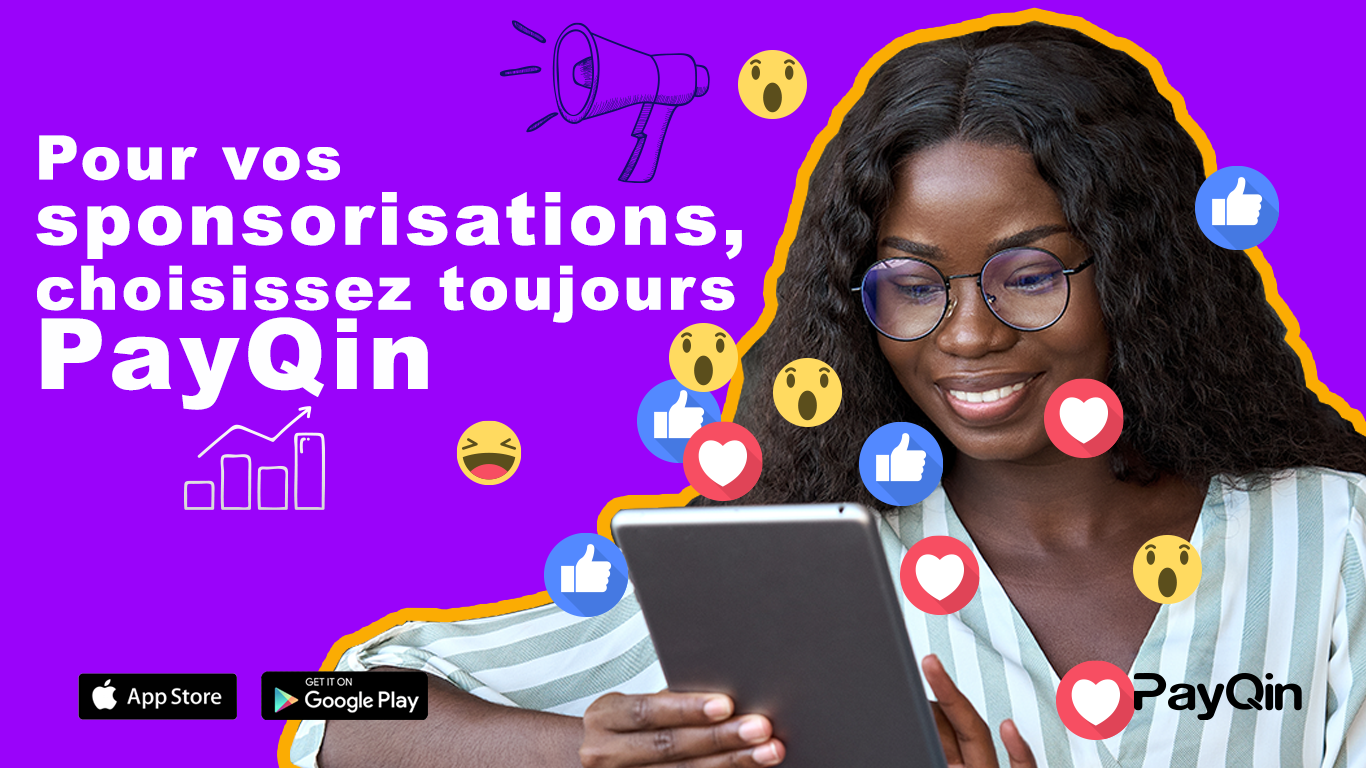 Pour vos
sponsorisations,
choisissez toujours
PayQin
App Store
GET IT ON
Google Play
PayQin